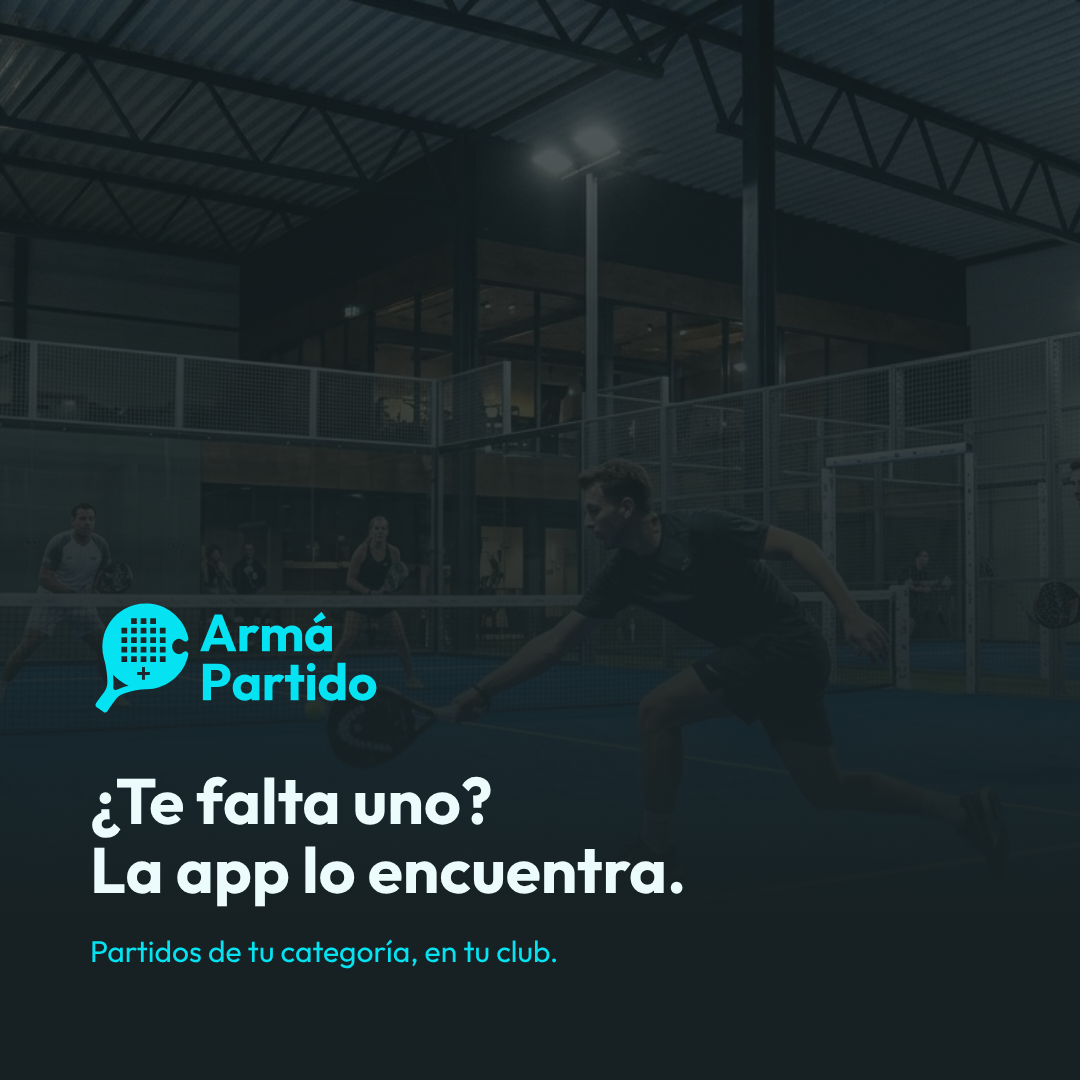 Armá
Partido
¿Te falta uno?
La app lo encuentra.
Partidos de tu categoría, en tu club.